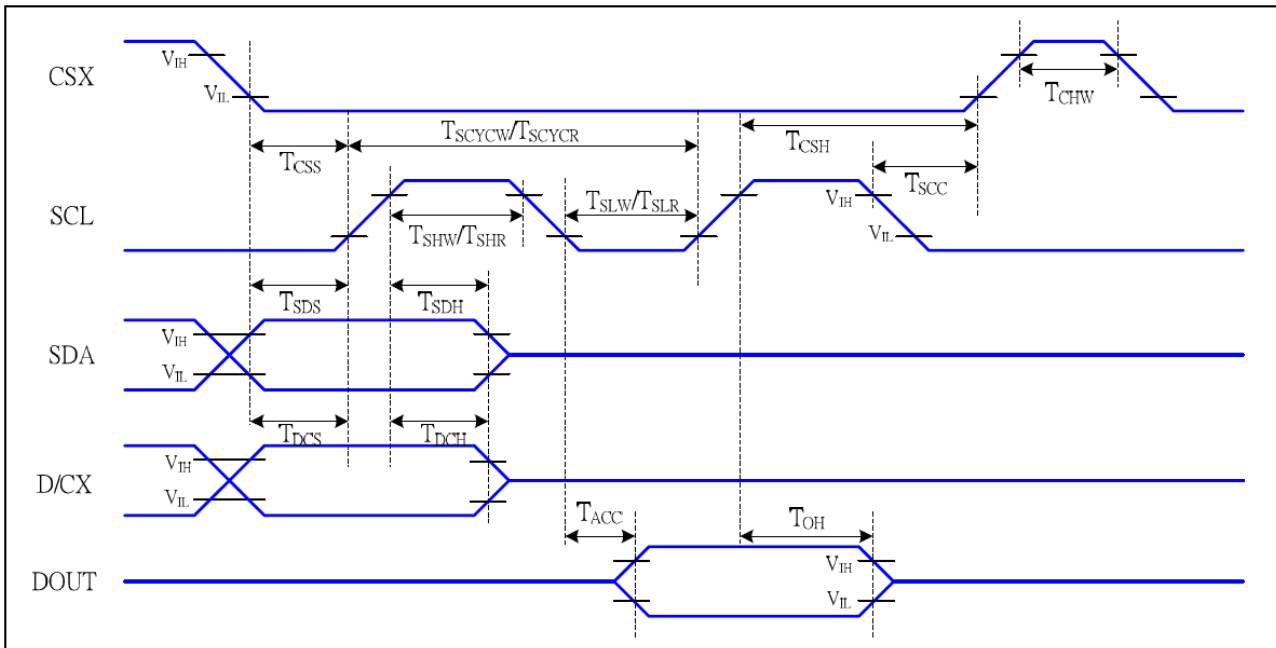 CSX
VIH
VIL
TCHW
TSCYCW/TSCYCR
TCSS
TCSH
SCL
TSHW/TSHR
TSLW/TSLR
VIH
VIL
TSCC
TSDS
TSDH
SDA
VIH
VIL
TDCS
TDCH
D/CX
VIH
VIL
TACC
TOH
DOUT
VIH
VIL